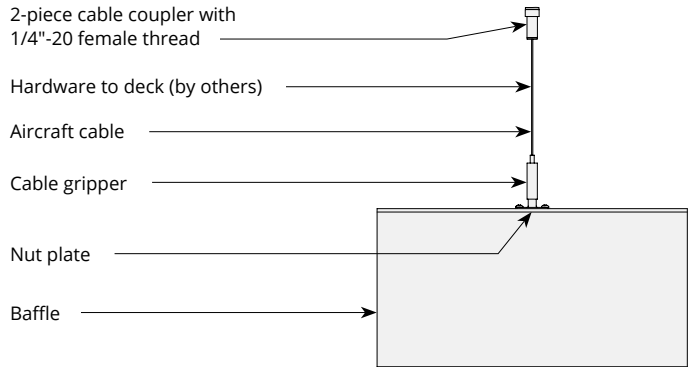 2-piece cable coupler with
1/4"-20 female thread
Hardware to deck (by others)
Aircraft cable
Cable gripper
Nut plate
Baffle